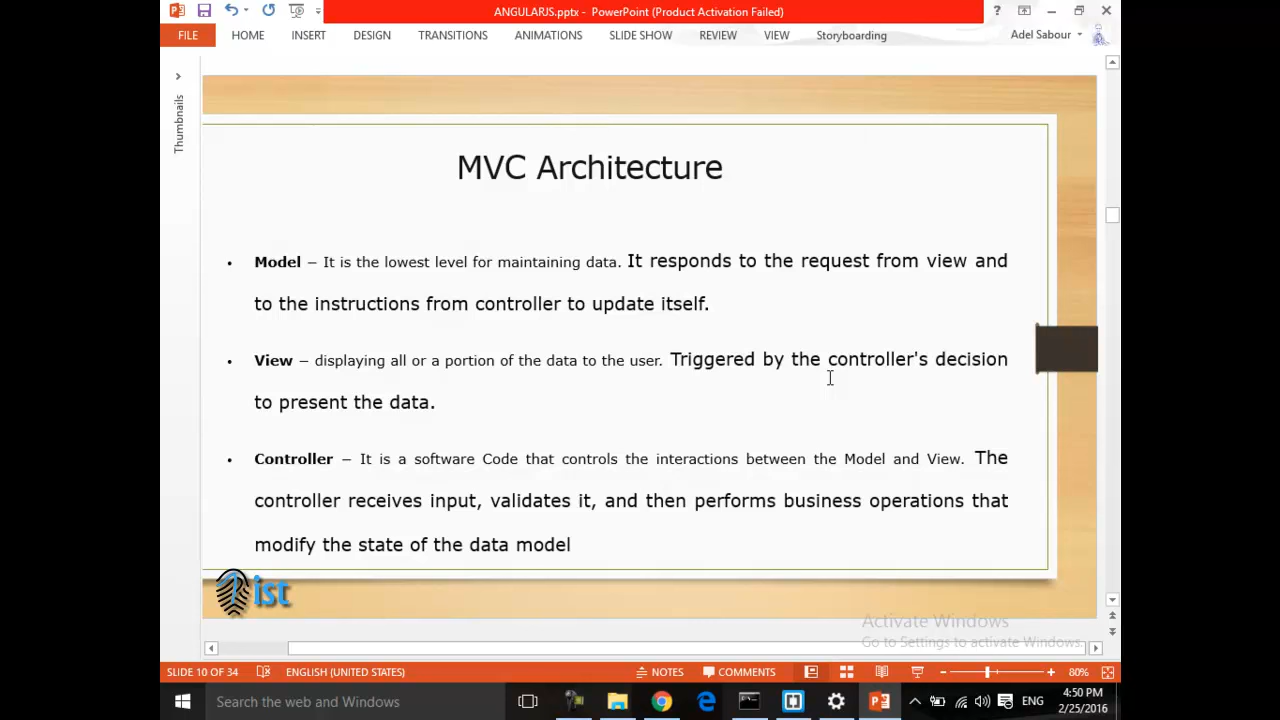 ANGULARJS.pptx - PowerPoint (Product Activation Failed)
FILE HOME INSERT DESIGN TRANSITIONS ANIMATIONS SLIDE SHOW REVIEW VIEW Storyboarding Adel Sabour
Thumbnails
MVC Architecture
• Model – It is the lowest level for maintaining data. It responds to the request from view and
to the instructions from controller to update itself.
• View – displaying all or a portion of the data to the user. Triggered by the controller's decision
to present the data.
• Controller – It is a software Code that controls the interactions between the Model and View. The
controller receives input, validates it, and then performs business operations that
modify the state of the data model
ist
Activate Windows
Go to Settings to activate Windows.
SLIDE 10 OF 34 ENGLISH (UNITED STATES) NOTES COMMENTS 80%
Search the web and Windows ENG 4:50 PM
2/25/2016